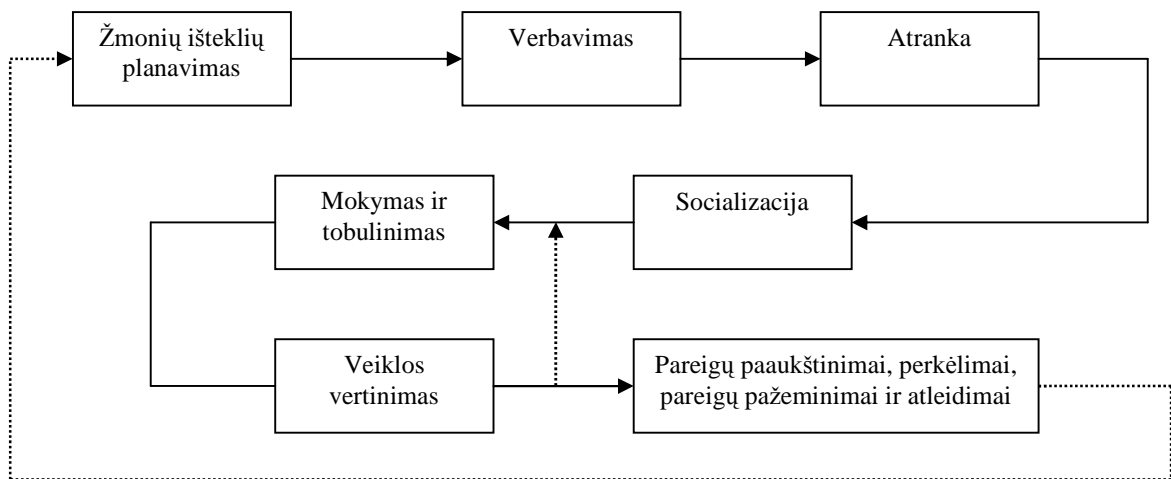 Žmonių išteklių
planavimas
Verbavimas
Atranka
Mokymas ir
tobulinimas
Socializacija
Veiklos
vertinimas
Pareigų paaukštinimai, perkėlimai,
pareigų pažeminimai ir atleidimai